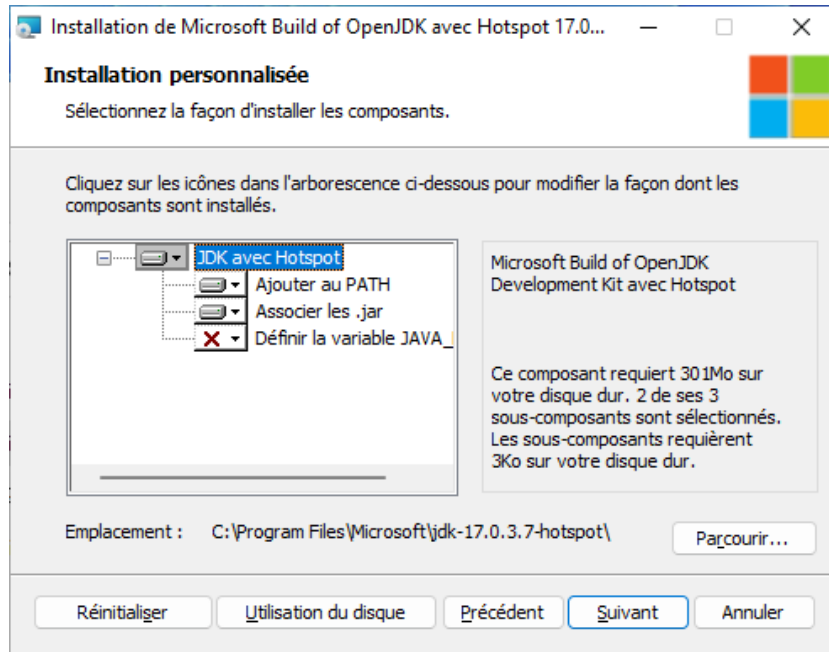 Installation de Microsoft Build of OpenJDK avec Hotspot 17.0...
Installation personnalisée
Sélectionnez la façon d'installer les composants.
Cliquez sur les icônes dans l'arborescence ci-dessous pour modifier la façon dont les
composants sont installés.
JDK avec Hotspot
Ajouter au PATH
Associer les .jar
Définir la variable JAVA_
Microsoft Build of OpenJDK
Development Kit avec Hotspot
Ce composant requiert 301Mo sur
votre disque dur. 2 de ses 3
sous-composants sont sélectionnés.
Les sous-composants requièrent
3Ko sur votre disque dur.
Emplacement : C:\Program Files\Microsoft\jdk-17.0.3.7-hotspot\
Parcourir...
Réinitialiser Utilisation du disque Précédent Suivant Annuler